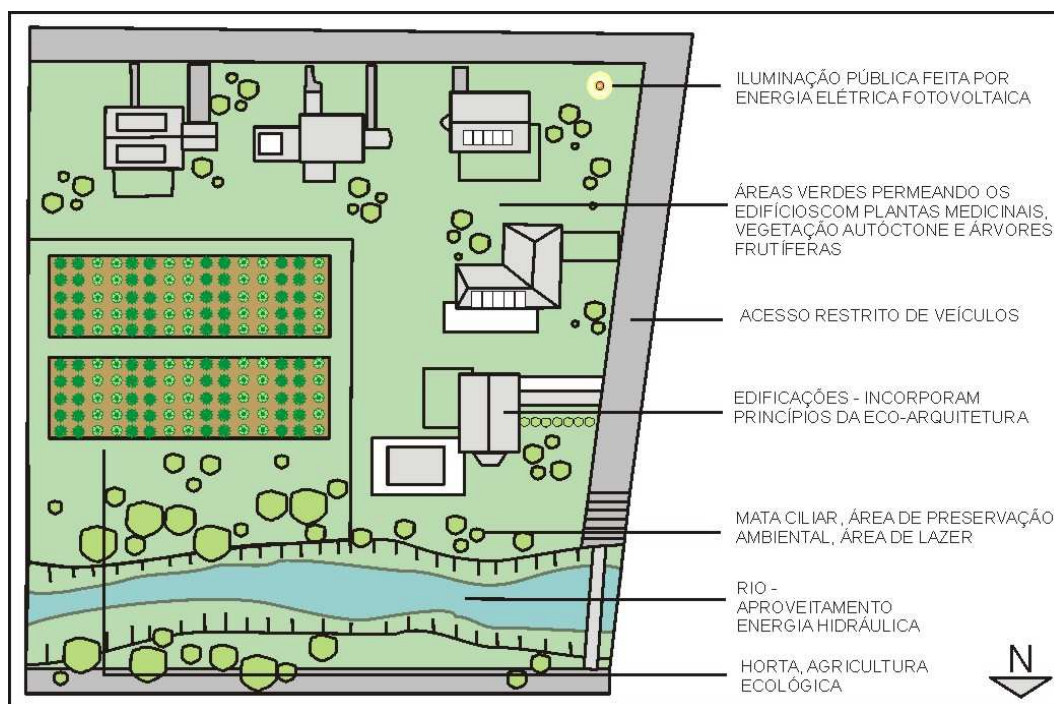 ILUMINAÇÃO PÚBLICA FEITA POR
ENERGIA ELÉTRICA FOTOVOLTAICA
ÁREAS VERDES PERMEANDO OS
EDIFÍCIOSCOM PLANTAS MEDICINAIS,
VEGETAÇÃO AUTÓCTONE E ÁRVORES
FRUTÍFERAS
ACESSO RESTRITO DE VEÍCULOS
EDIFICAÇÕES - INCORPORAM
PRINCÍPIOS DA ECO-ARQUITETURA
MATA CILIAR, ÁREA DE PRESERVAÇÃO
AMBIENTAL, ÁREA DE LAZER
RIO -
APROVEITAMENTO
ENERGIA HIDRÁULICA
HORTA, AGRICULTURA
ECOLÓGICA
N